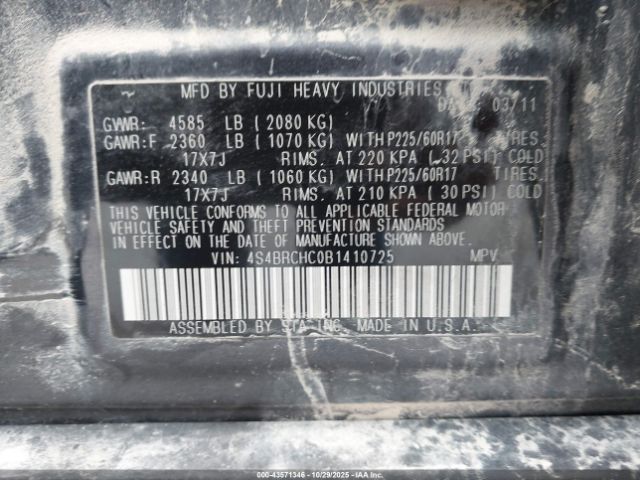 MFD BY FUJI HEAVY INDUSTRIES
DATE: 03/11
GVWR: 4585 LB ( 2080 KG)
GAWR:F 2360 LB ( 1070 KG) WITH P225/60R17 TIRES.
17X7J RIMS. AT 220 KPA ( 32 PSI) COLD
GAWR:R 2340 LB ( 1060 KG) WITH P225/60R17 TIRES.
17X7J RIMS. AT 210 KPA ( 30 PSI) COLD
THIS VEHICLE CONFORMS TO ALL APPLICABLE FEDERAL MOTOR
VEHICLE SAFETY AND THEFT PREVENTION STANDARDS
IN EFFECT ON THE DATE OF MANUFACTURE SHOWN ABOVE.
VIN: 4S4BRCHC0B1410725 MPV
ASSEMBLED BY STA INC. MADE IN U.S.A.
000-43571346 • 10/29/2025 • IAAI.COM